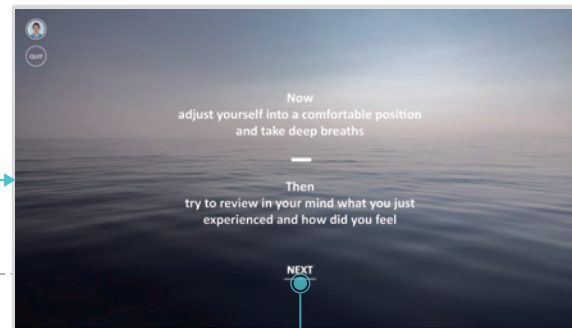 QUIT
Now
adjust yourself into a comfortable position
and take deep breaths
Then
try to review in your mind what you just
experienced and how did you feel
NEXT